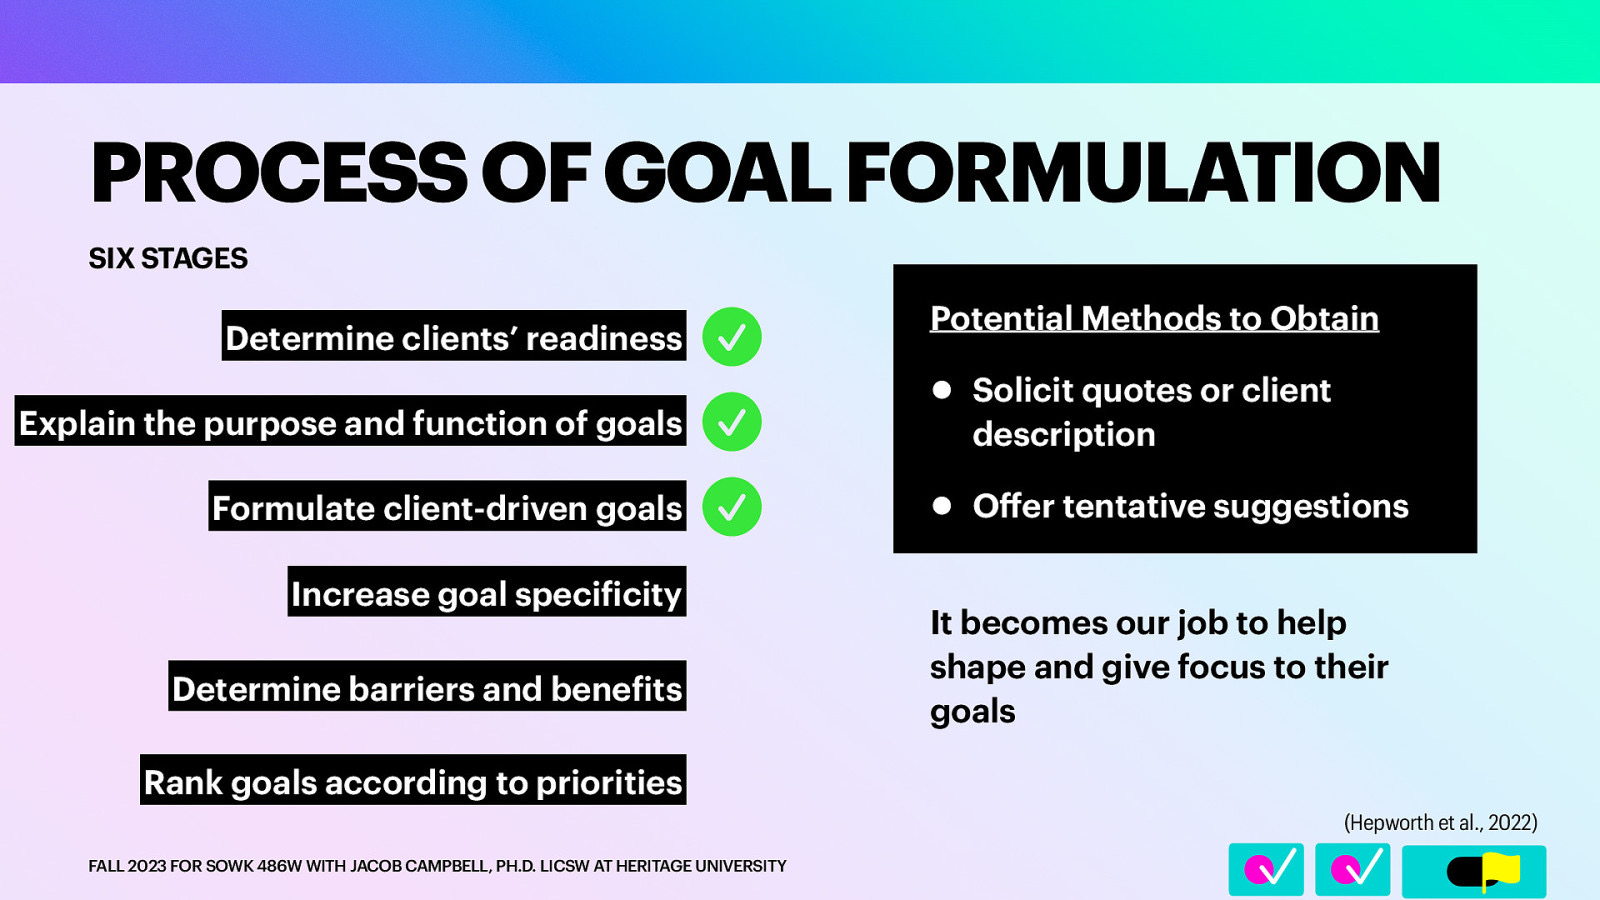 PROCESS OF GOAL FORMULATION
SIX STAGES
Determine clients’ readiness
Explain the purpose and function of goals
Formulate client-driven goals
Increase goal specificity
Determine barriers and benefits
Rank goals according to priorities
Potential Methods to Obtain
● Solicit quotes or client
description
● Offer tentative suggestions
It becomes our job to help
shape and give focus to their
goals
(Hepworth et al., 2022)
FALL 2023 FOR SOWK 486W WITH JACOB CAMPBELL, PH.D. LICSW AT HERITAGE UNIVERSITY